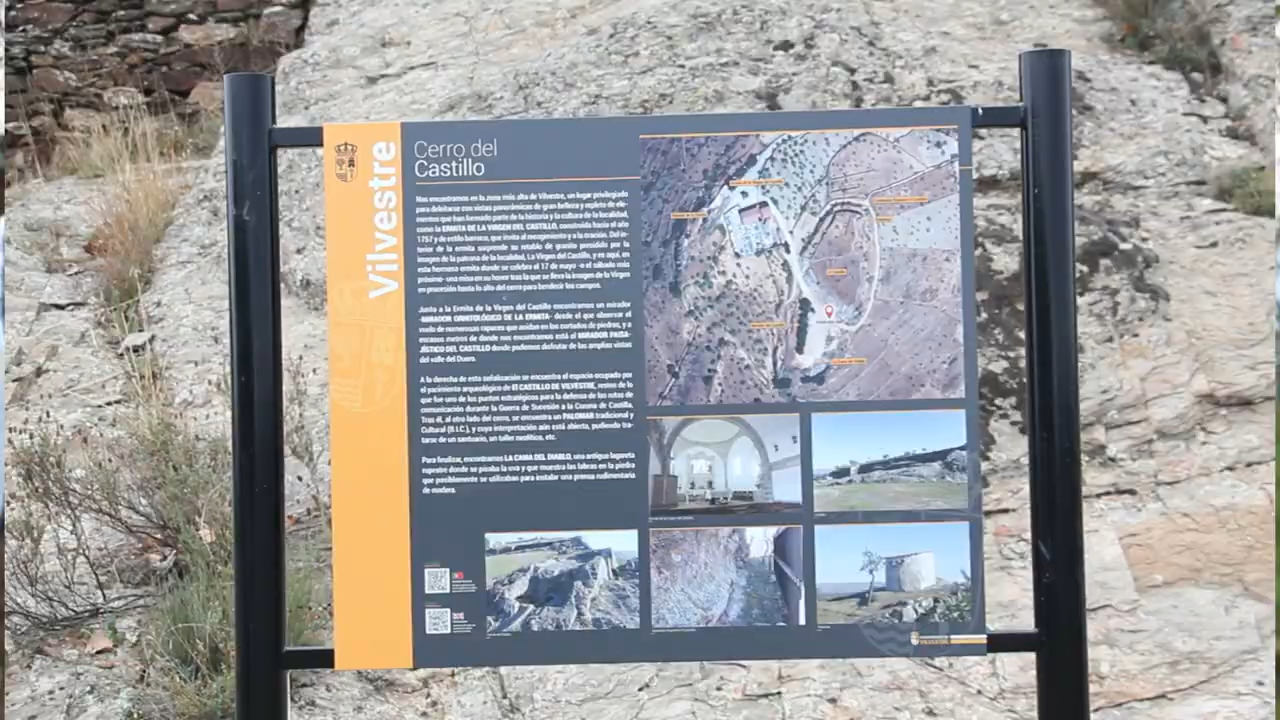 Vilvestre
Cerro del
Castillo
Nos encontramos en la zona más alta de Vilvestre, un lugar privilegiado
para deleitarse con vistas panorámicas de gran belleza y repleto de ele-
mentos que han formado parte de la historia y la cultura de la localidad,
como la ERMITA DE LA VIRGEN DEL CASTILLO, construida hacia el año
1757 y de estilo barroco, que invita al recogimiento y a la oración. Del in-
terior de la ermita sorprende su retablo de granito presidido por la
imagen de la patrona de la localidad, La Virgen del Castillo, y es aquí, en
esta hermosa ermita donde se celebra el 17 de mayo -o el sábado más
próximo- una misa en su honor tras la que se lleva la imagen de la Virgen
en procesión hasta lo alto del cerro para bendecir los campos.
Junto a la Ermita de la Virgen del Castillo encontramos un mirador
-MIRADOR ORNITOLÓGICO DE LA ERMITA- desde el que observar el
vuelo de numerosas rapaces que anidan en los cortados de piedras, y a
escasos metros de donde nos encontramos está el MIRADOR PAISA-
JÍSTICO DEL CASTILLO donde podemos disfrutar de las amplias vistas
del valle del Duero.
A la derecha de esta señalización se encuentra el espacio ocupado por
el yacimiento arqueológico de El CASTILLO DE VILVESTRE, restos de lo
que fue uno de los puntos estratégicos para la defensa de las rutas de
comunicación durante la Guerra de Sucesión a la Corona de Castilla.
Tras él, al otro lado del cerro, se encuentra un PALOMAR tradicional y
Cultural (B.I.C.), y cuya interpretación aún está abierta, pudiendo tra-
tarse de un santuario, un taller neolítico, etc.
Para finalizar, encontramos LA CAMA DEL DIABLO, una antigua lagareta
rupestre donde se pisaba la uva y que muestra las labras en la piedra
que posiblemente se utilizaban para instalar una prensa rudimentaria
de madera.
VILVESTRE